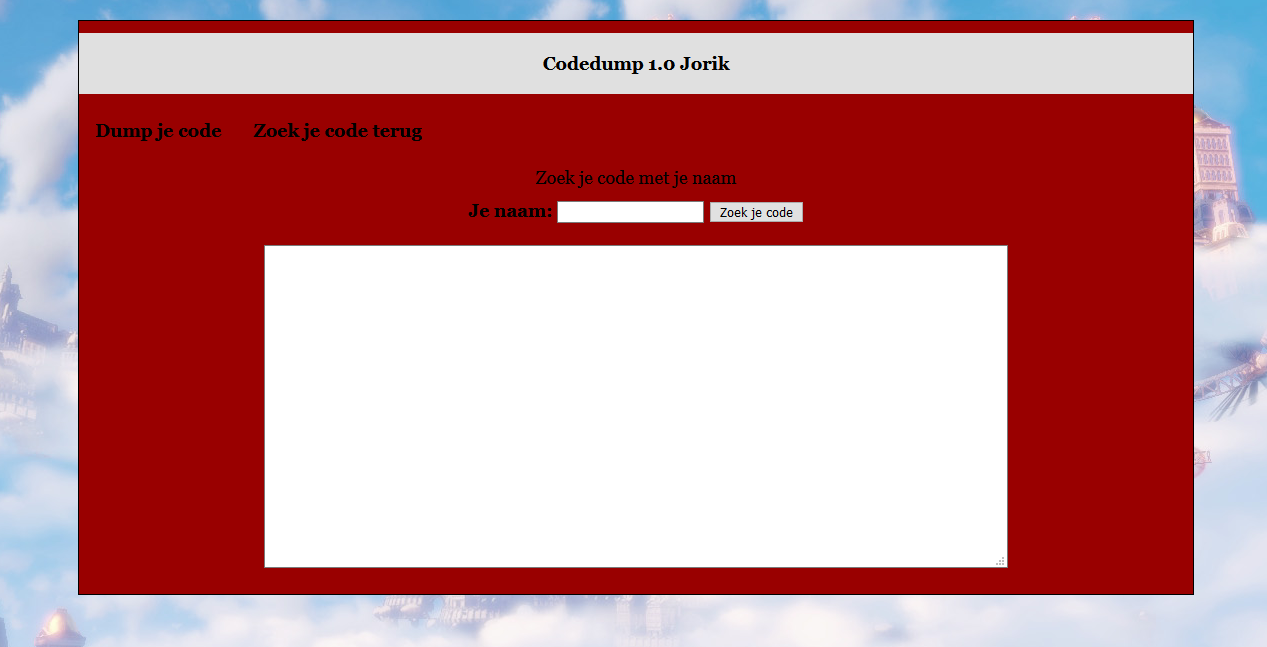 Codedump 1.0 Jorik
Dump je code Zoek je code terug
Zoek je code met je naam
Je naam: Zoek je code